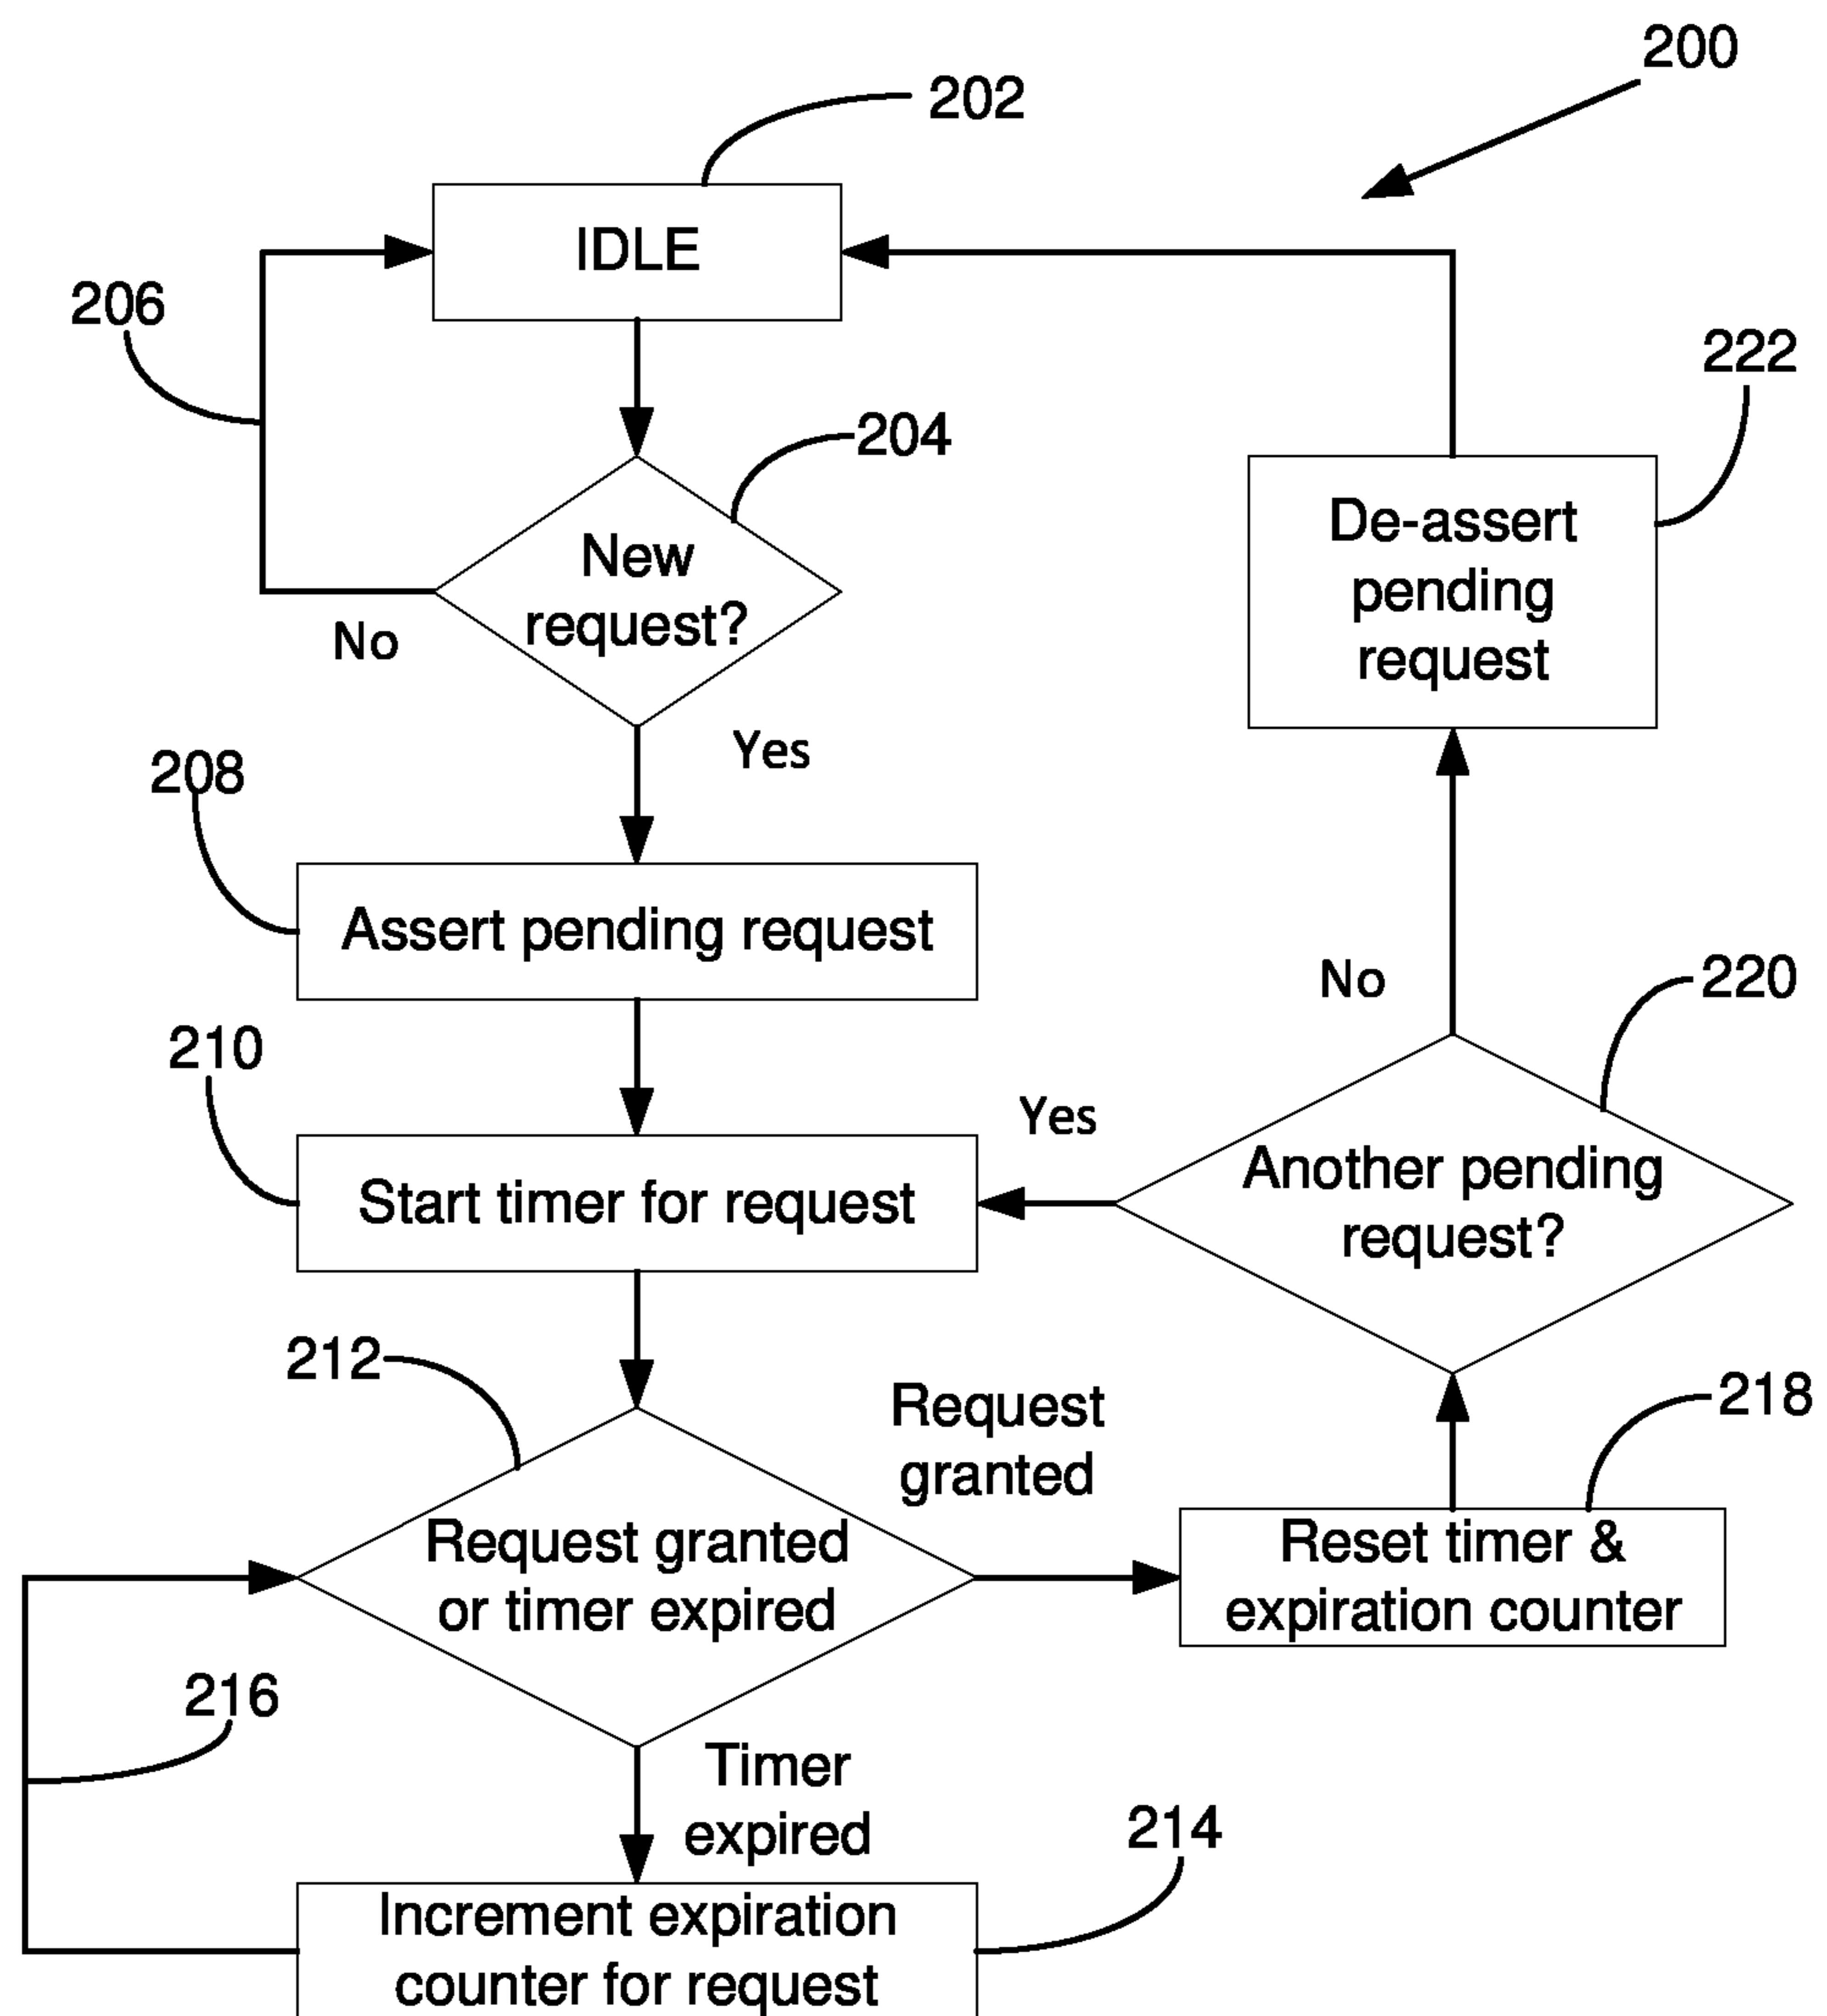 200
202
IDLE
206
222
204
New
request?
No
De-assert
pending
request
Yes
208
Assert pending request
No
220
210
Yes
Start timer for request
Another pending
request?
212
Request
granted
218
Request granted
or timer expired
Reset timer &
expiration counter
216
Timer
expired
214
Increment expiration
counter for request